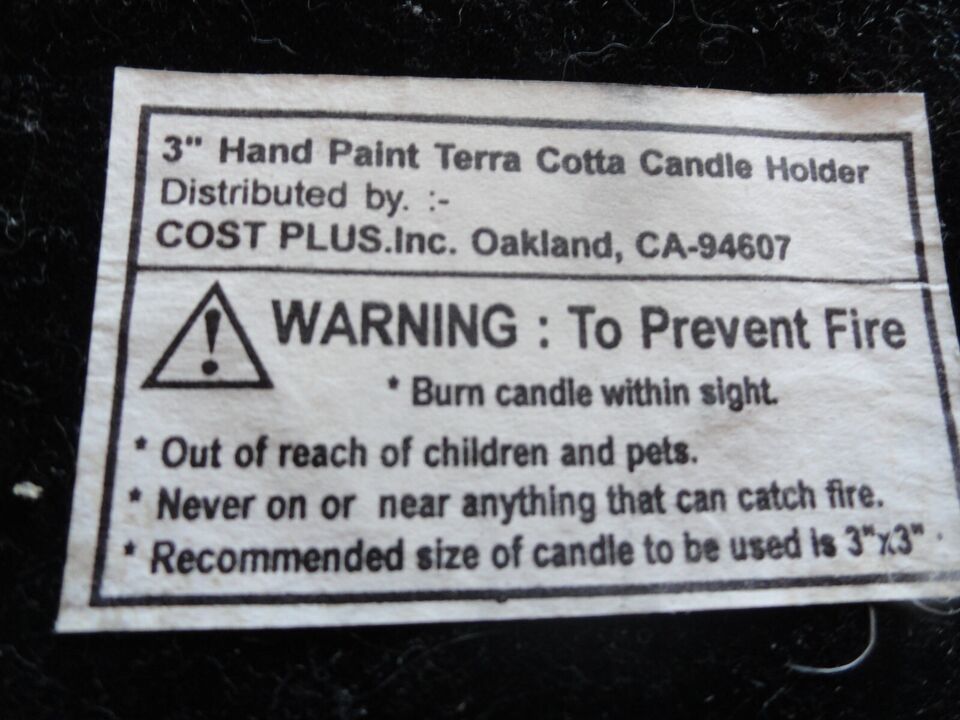 3" Hand Paint Terra Cotta Candle Holder
Distributed by. :-
COST PLUS.Inc. Oakland, CA-94607
! WARNING : To Prevent Fire
* Burn candle within sight.
* Out of reach of children and pets.
* Never on or near anything that can catch fire.
* Recommended size of candle to be used is 3"x3" .